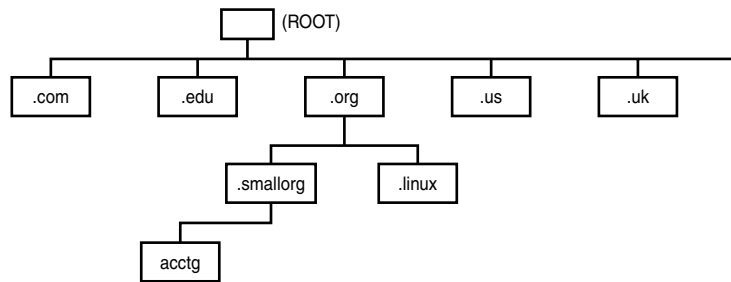 (ROOT)
.com
.edu
.org
.us
.uk
.smallorg
.linux
acctg